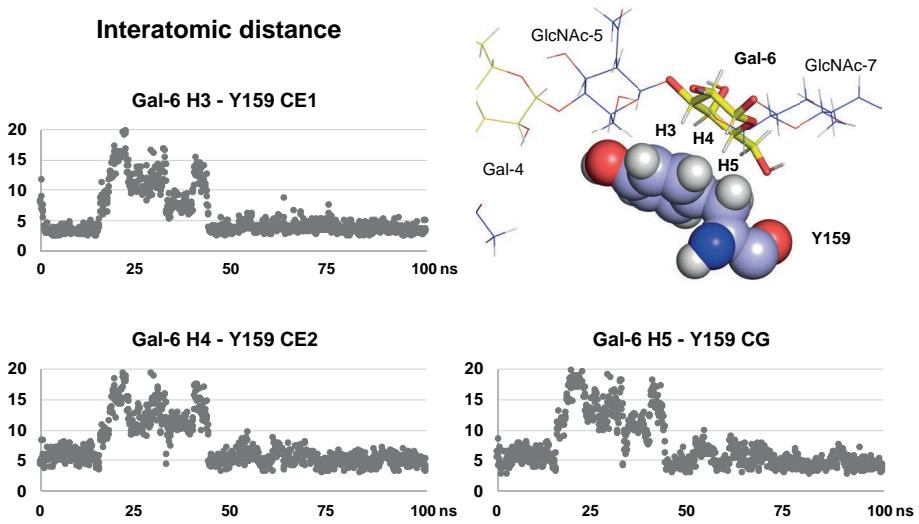 Interatomic distance
Gal-6 H3 - Y159 CE1
20
15
10
5
0
0 25 50 75 100 ns
GlcNAc-5
Gal-6
GlcNAc-7
H3
H4
H5
Gal-4
Y159
Gal-6 H4 - Y159 CE2
20
15
10
5
0
0 25 50 75 100 ns
Gal-6 H5 - Y159 CG
20
15
10
5
0
0 25 50 75 100 ns